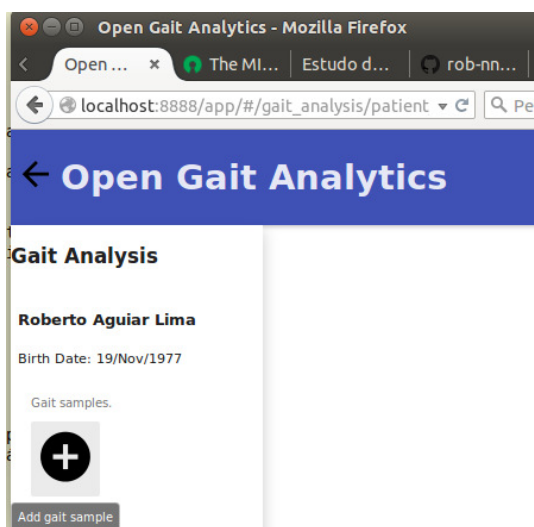 Open Gait Analytics - Mozilla Firefox
Open ... × The MI... Estudo d... rob-nn...
localhost:8888/app/#/gait_analysis/patient Pe
Open Gait Analytics
Gait Analysis
Roberto Aguiar Lima
Birth Date: 19/Nov/1977
Gait samples.
Add gait sample